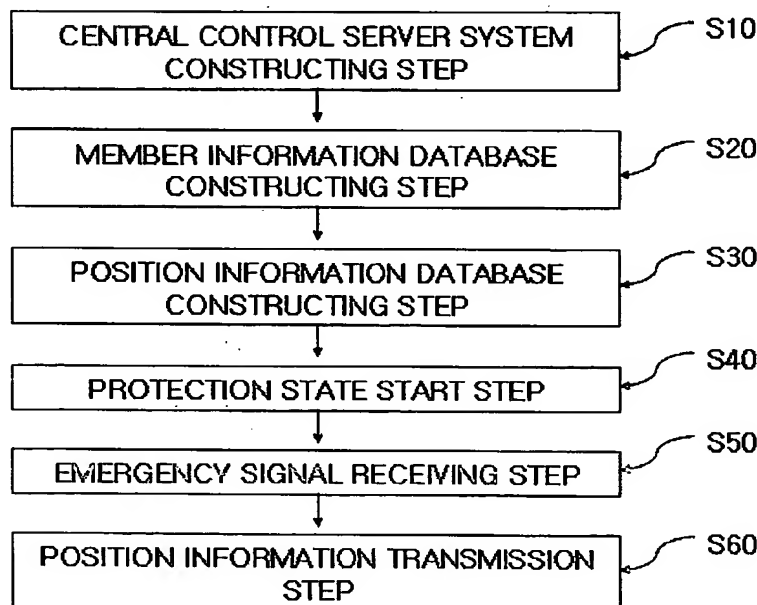 CENTRAL CONTROL SERVER SYSTEM
CONSTRUCTING STEP
S10
MEMBER INFORMATION DATABASE
CONSTRUCTING STEP
S20
POSITION INFORMATION DATABASE
CONSTRUCTING STEP
S30
PROTECTION STATE START STEP
S40
EMERGENCY SIGNAL RECEIVING STEP
S50
POSITION INFORMATION TRANSMISSION
STEP
S60